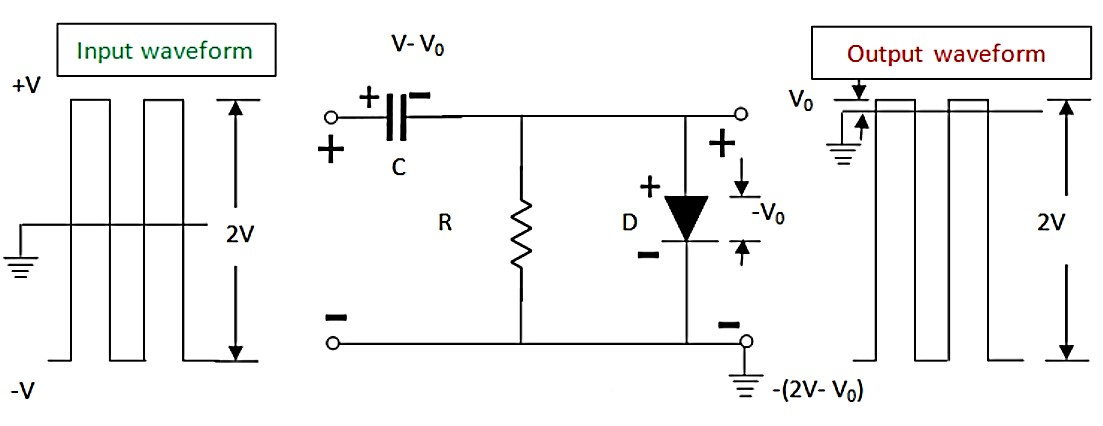 Input waveform
V- V₀
Output waveform
+V
+ -
V₀
+
C
+
R
+
D
-V₀
-
2V
2V
-
-
-V
-(2V- V₀)